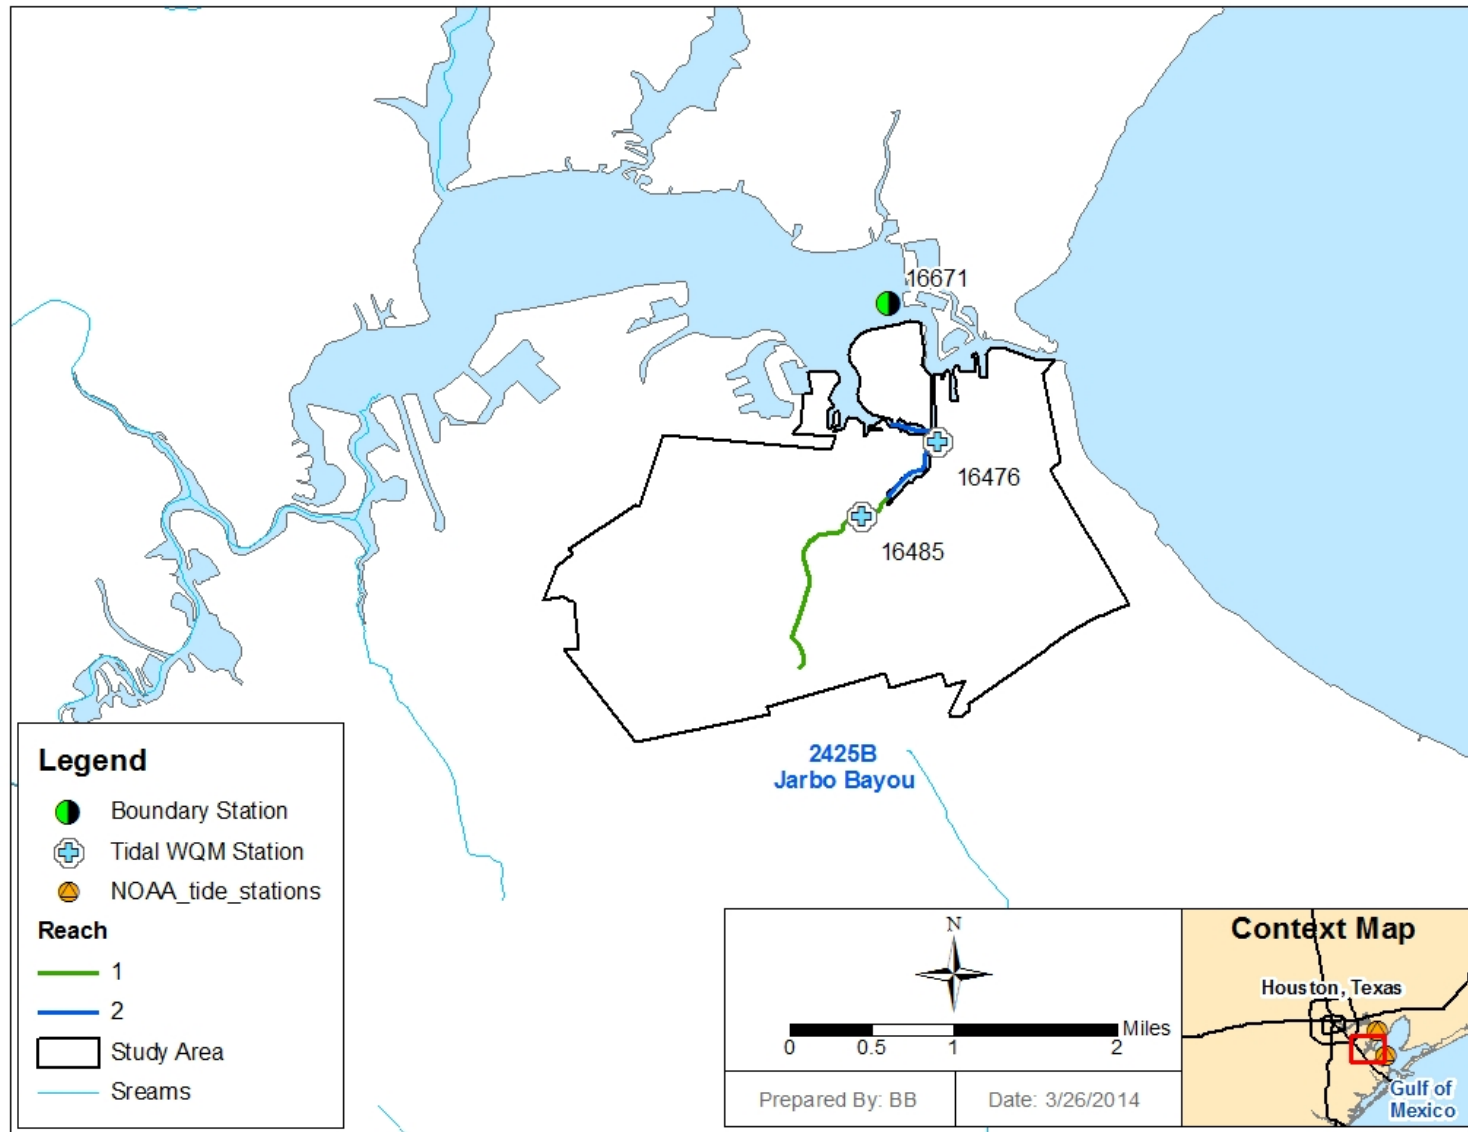 16671
16476
16485
2425B
Jarbo Bayou
Legend
Boundary Station
Tidal WQM Station
NOAA_tide_stations
Reach
1
2
Study Area
Sreams
N
Miles
0 0.5 1 2
Prepared By: BB
Date: 3/26/2014
Context Map
Houston, Texas
Gulf of
Mexico